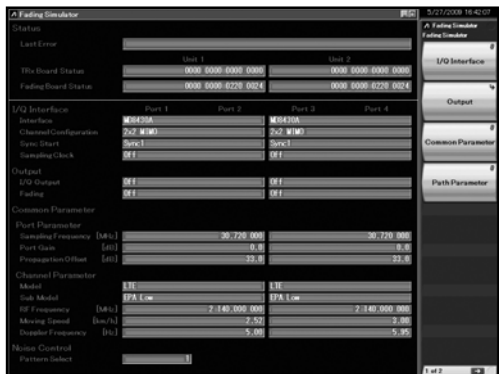 Fading Simulator
5/27/2009 16:42:07
Status
Last Error
Unit 1 Unit 2
TRx Board Status 0000 0000 0000 0000 0000 0000 0000 0000
Fading Board Status 0000 0000 0220 0024 0000 0000 0220 0024
I/Q Interface Port 1 Port 2 Port 3 Port 4
Interface MD8430A MD8430A
Channel Configuration 2x2 MIMO 2x2 MIMO
Sync Start Sync1 Sync1
Sampling Clock Off Off
Output
I/Q Output Off Off
Fading Off Off
Common Parameter
Port Parameter
Sampling Frequency [MHz] 30.720 000 30.720 000
Port Gain [dB] 0.0 0.0
Propagation Offset [dB] 33.0 33.0
Channel Parameter
Model LTE LTE
Sub Model EPA Low EPA Low
RF Frequency [MHz] 2 140.000 000 2 140.000 000
Moving Speed [km/h] 2.52 3.00
Doppler Frequency [Hz] 5.00 5.95
Noise Control
Pattern Select 1
Fading Simulator
Fading Simulator
I/Q Interface
Output
Common Parameter
Path Parameter
1 of 2